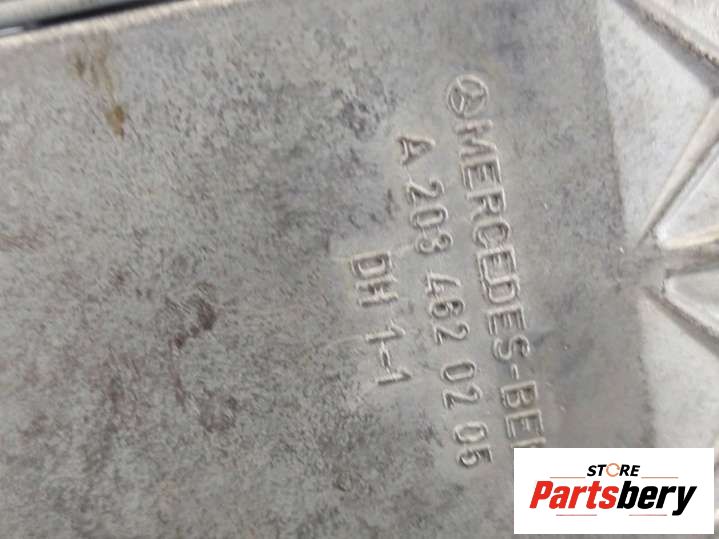 MERCEDES-BE
A 203 462 02 05
DH 1-1
STORE
Partsbery